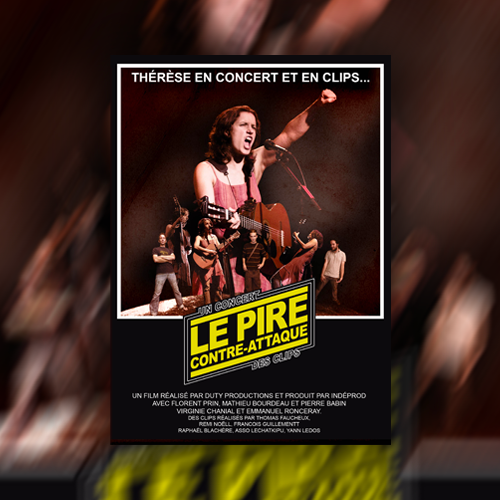 THÉRÈSE EN CONCERT ET EN CLIPS...
UN CONCERT
LE PIRE
CONTRE-ATTAQUE
DES CLIPS
UN FILM RÉALISÉ PAR DUTY PRODUCTIONS ET PRODUIT PAR INDÉPROD
AVEC FLORENT PRIN, MATHIEU BOURDEAU ET PIERRE BABIN
VIRGINIE CHANIAL ET EMMANUEL RONCERAY.
DES CLIPS RÉALISÉS PAR THOMAS FAUCHEUX,
REMI NOËLL, FRANCOIS GUILLEMENTT
RAPHAËL BLACHÈRE, ASSO LECHATKIPU, YANN LEDOS